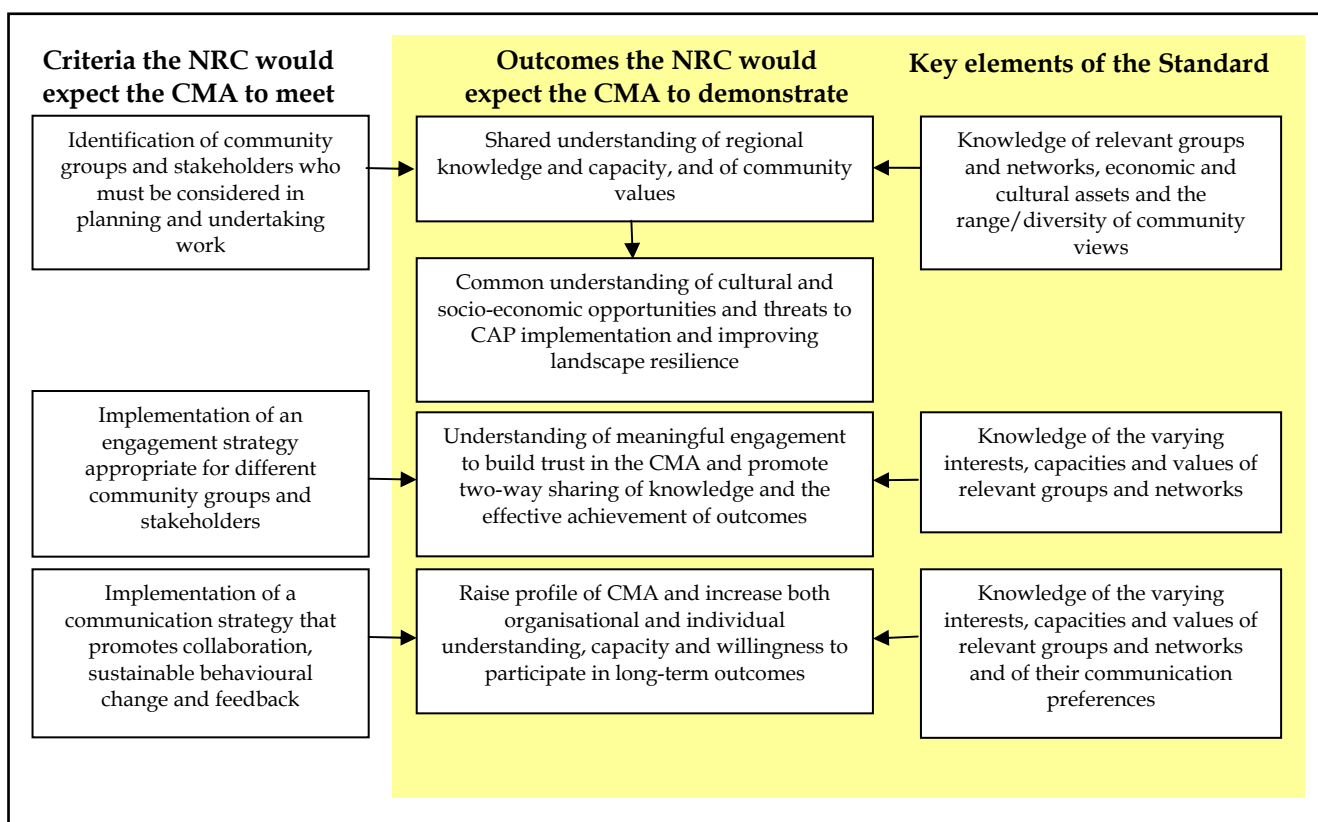 Criteria the NRC would
expect the CMA to meet
Outcomes the NRC would
expect the CMA to demonstrate
Key elements of the Standard
Identification of community
groups and stakeholders who
must be considered in
planning and undertaking
work
Shared understanding of regional
knowledge and capacity, and of community
values
Knowledge of relevant groups
and networks, economic and
cultural assets and the
range/diversity of community
views
Common understanding of cultural and
socio-economic opportunities and threats to
CAP implementation and improving
landscape resilience
Implementation of an
engagement strategy
appropriate for different
community groups and
stakeholders
Understanding of meaningful engagement
to build trust in the CMA and promote
two-way sharing of knowledge and the
effective achievement of outcomes
Knowledge of the varying
interests, capacities and values of
relevant groups and networks
Implementation of a
communication strategy that
promotes collaboration,
sustainable behavioural
change and feedback
Raise profile of CMA and increase both
organisational and individual
understanding, capacity and willingness to
participate in long-term outcomes
Knowledge of the varying
interests, capacities and values of
relevant groups and networks
and of their communication
preferences